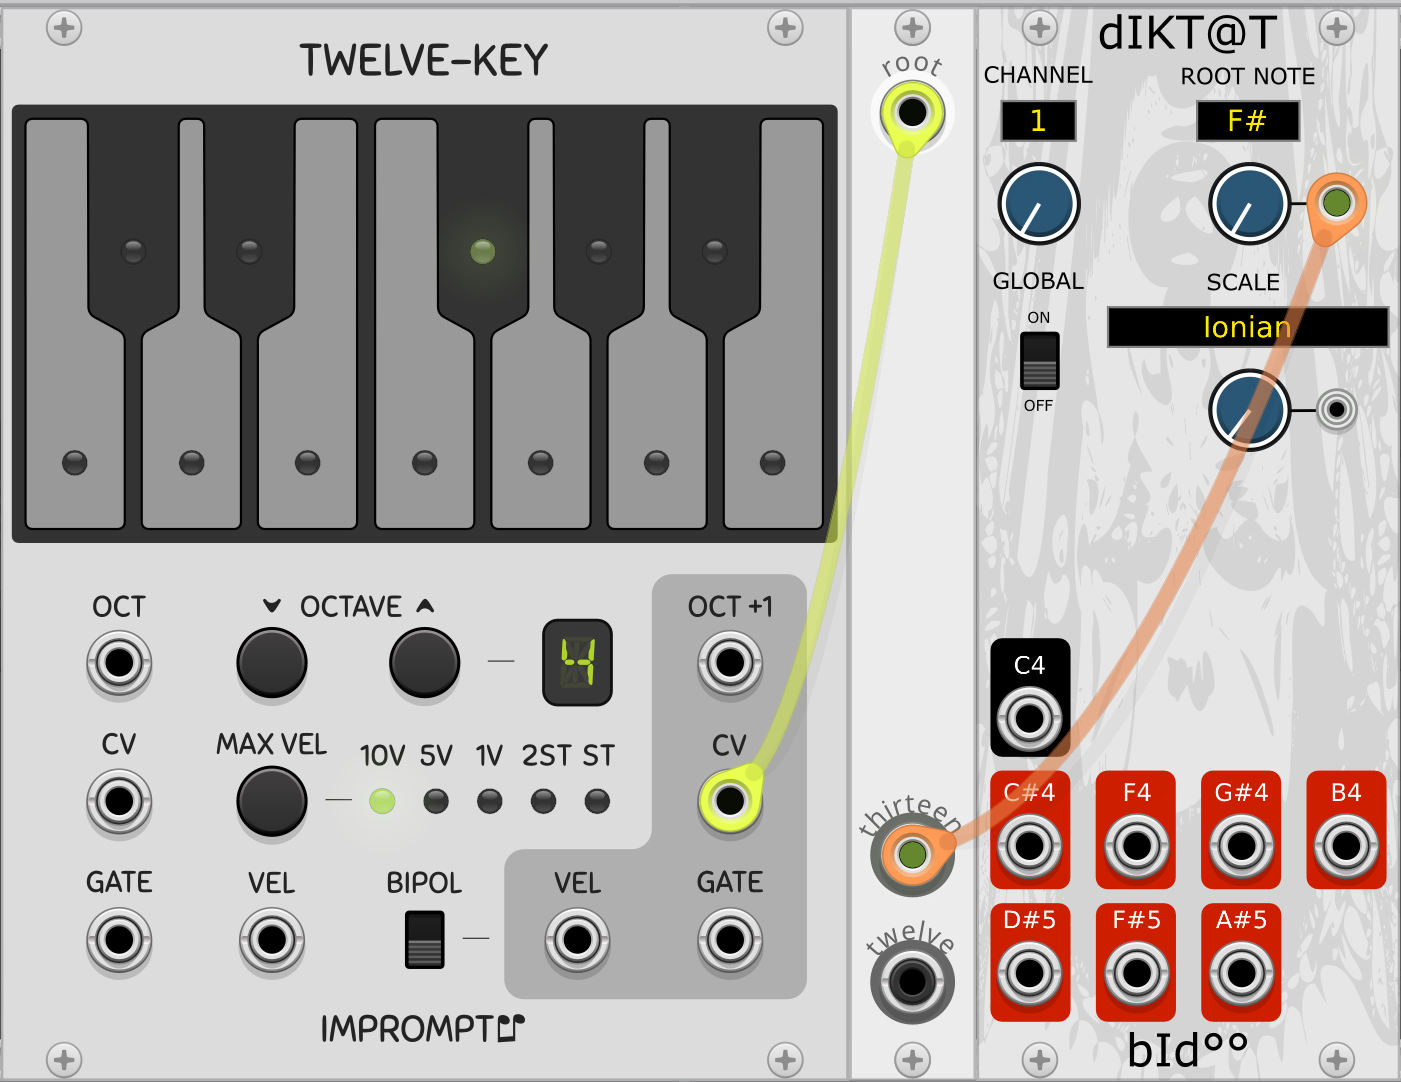 TWELVE-KEY
OCT
OCTAVE
4
OCT +1
CV
MAX VEL
10V 5V 1V 2ST ST
CV
GATE
VEL
BIPOL
VEL
GATE
IMPROMPTU
root
thirteen
twelve
dIKT@T
CHANNEL
ROOT NOTE
1
F#
GLOBAL
SCALE
ON
Ionian
OFF
C4
C#4
F4
G#4
B4
D#5
F#5
A#5
bId°°